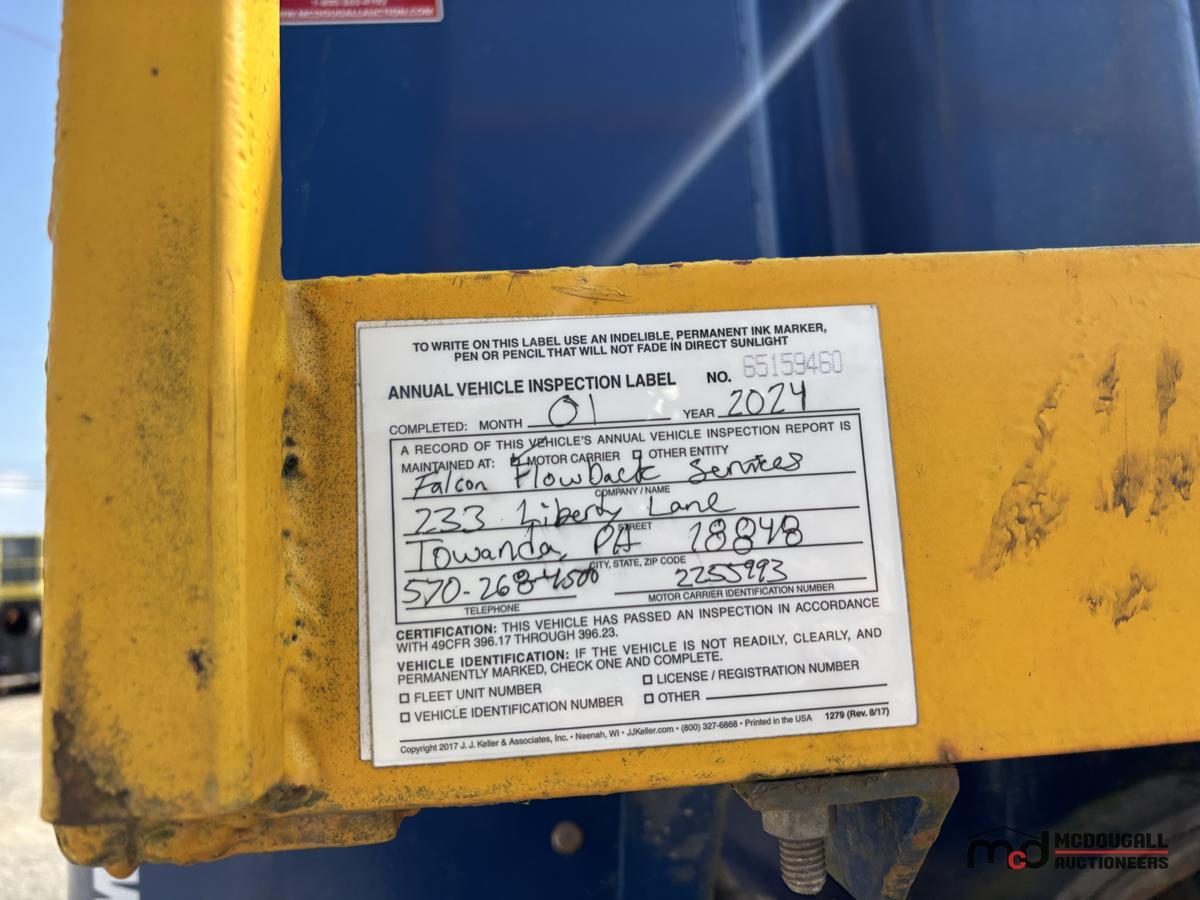 WWW.MCDOUGALLAUCTION.COM
TO WRITE ON THIS LABEL USE AN INDELIBLE, PERMANENT INK MARKER,
PEN OR PENCIL THAT WILL NOT FADE IN DIRECT SUNLIGHT
ANNUAL VEHICLE INSPECTION LABEL NO. 65159460
COMPLETED: MONTH 01 YEAR 2024
A RECORD OF THIS VEHICLE'S ANNUAL VEHICLE INSPECTION REPORT IS
MAINTAINED AT: MOTOR CARRIER OTHER ENTITY
Falcon Flowback Services
COMPANY / NAME
233 Liberty Lane
STREET
Towanda, PA 18848
CITY, STATE, ZIP CODE
570-268-4500 2255993
TELEPHONE MOTOR CARRIER IDENTIFICATION NUMBER
CERTIFICATION: THIS VEHICLE HAS PASSED AN INSPECTION IN ACCORDANCE
WITH 49CFR 396.17 THROUGH 396.23.
VEHICLE IDENTIFICATION: IF THE VEHICLE IS NOT READILY, CLEARLY, AND
PERMANENTLY MARKED, CHECK ONE AND COMPLETE.
FLEET UNIT NUMBER LICENSE / REGISTRATION NUMBER
VEHICLE IDENTIFICATION NUMBER OTHER
Copyright 2017 J. J. Keller & Associates, Inc. • Neenah, WI • JJKeller.com • (800) 327-6868 • Printed in the USA 1279 (Rev. 8/17)
mcd MCDOUGALL
AUCTIONEERS